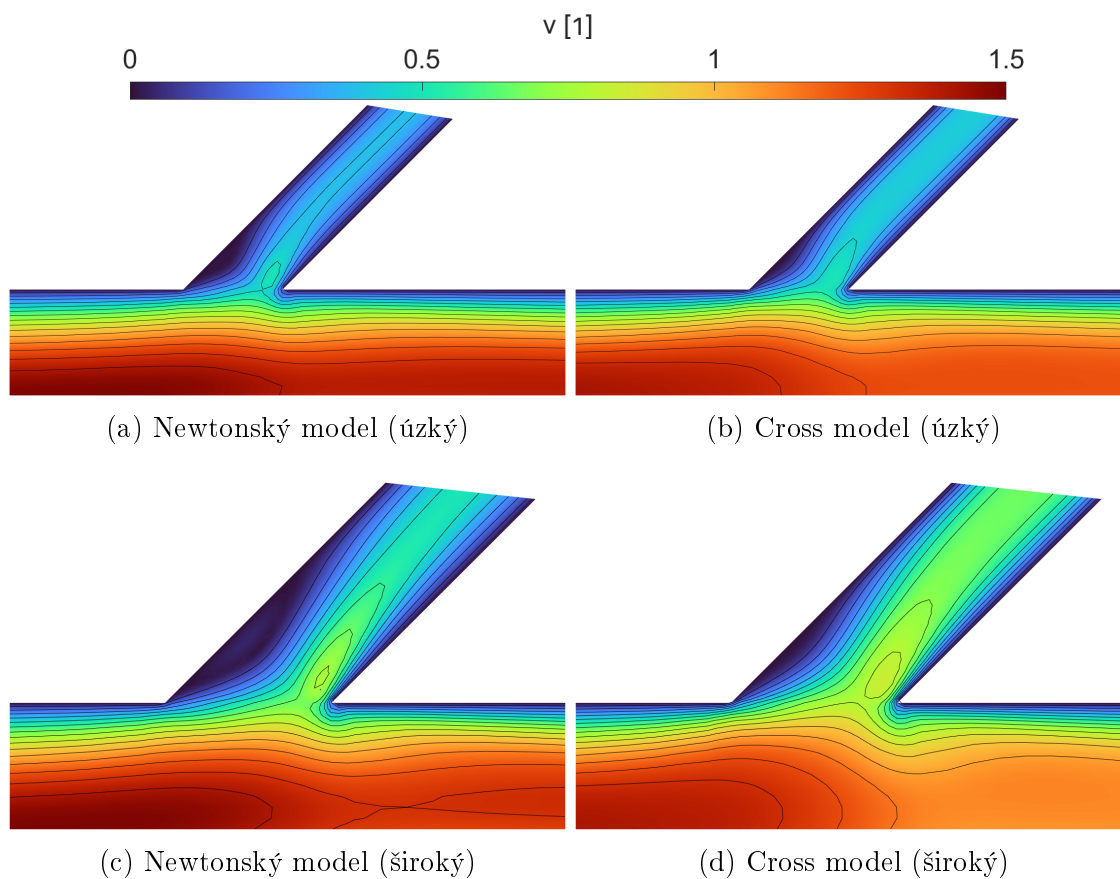 v [1]
0 0.5 1 1.5
(a) Newtonský model (úzký)
(b) Cross model (úzký)
(c) Newtonský model (široký)
(d) Cross model (široký)